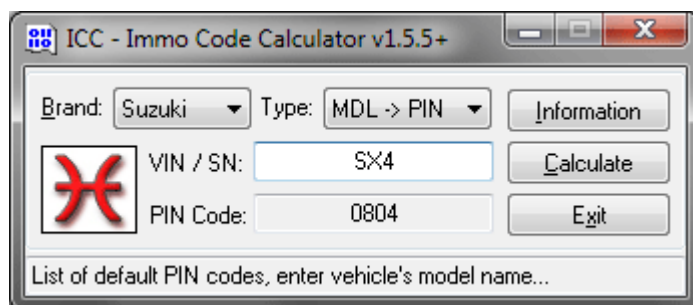 ICC - Immo Code Calculator v1.5.5+
Brand: Suzuki Type: MDL -> PIN Information
VIN / SN: SX4 Calculate
PIN Code: 0804 Exit
List of default PIN codes, enter vehicle's model name...